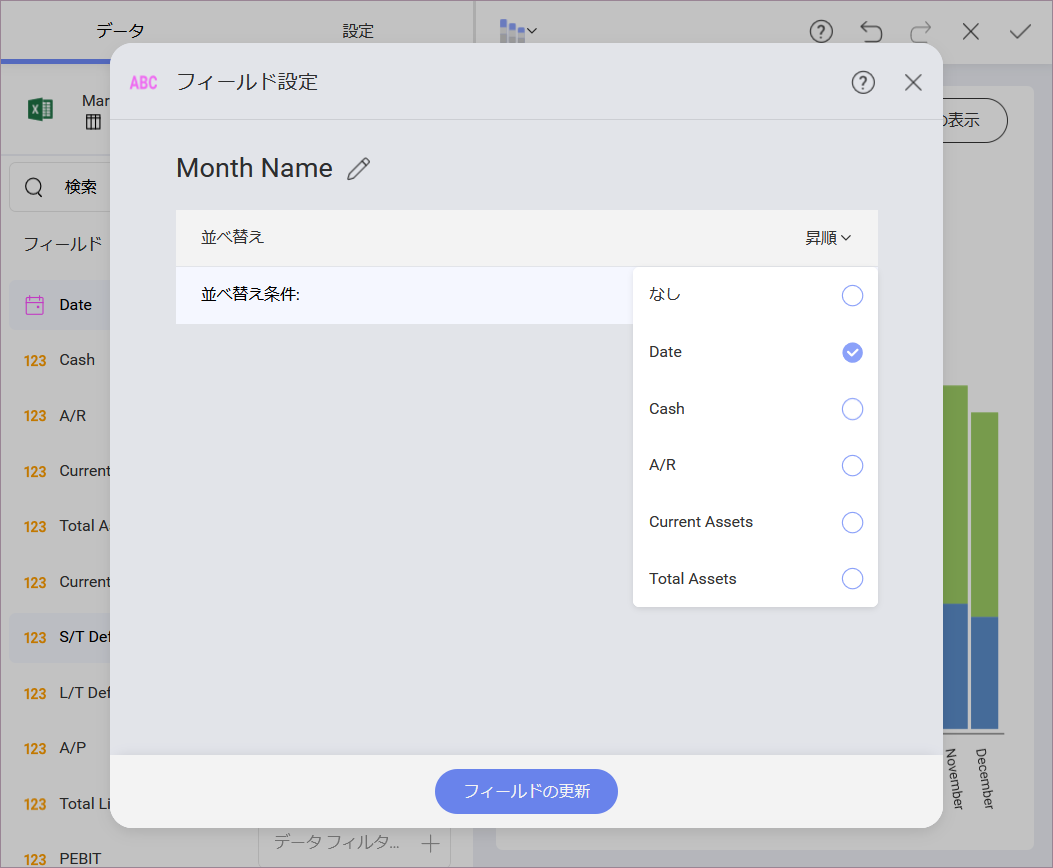 データ
設定
Mar
の表示
検索
フィールド
Date
123 Cash
123 A/R
123 Current
123 Total A
123 Current
123 S/T Def
123 L/T Def
123 A/P
123 Total Li
123 PEBIT
ABC フィールド設定
Month Name
並べ替え 昇順
並べ替え条件:
なし
Date
Cash
A/R
Current Assets
Total Assets
フィールドの更新
データ フィルタ...
November
December